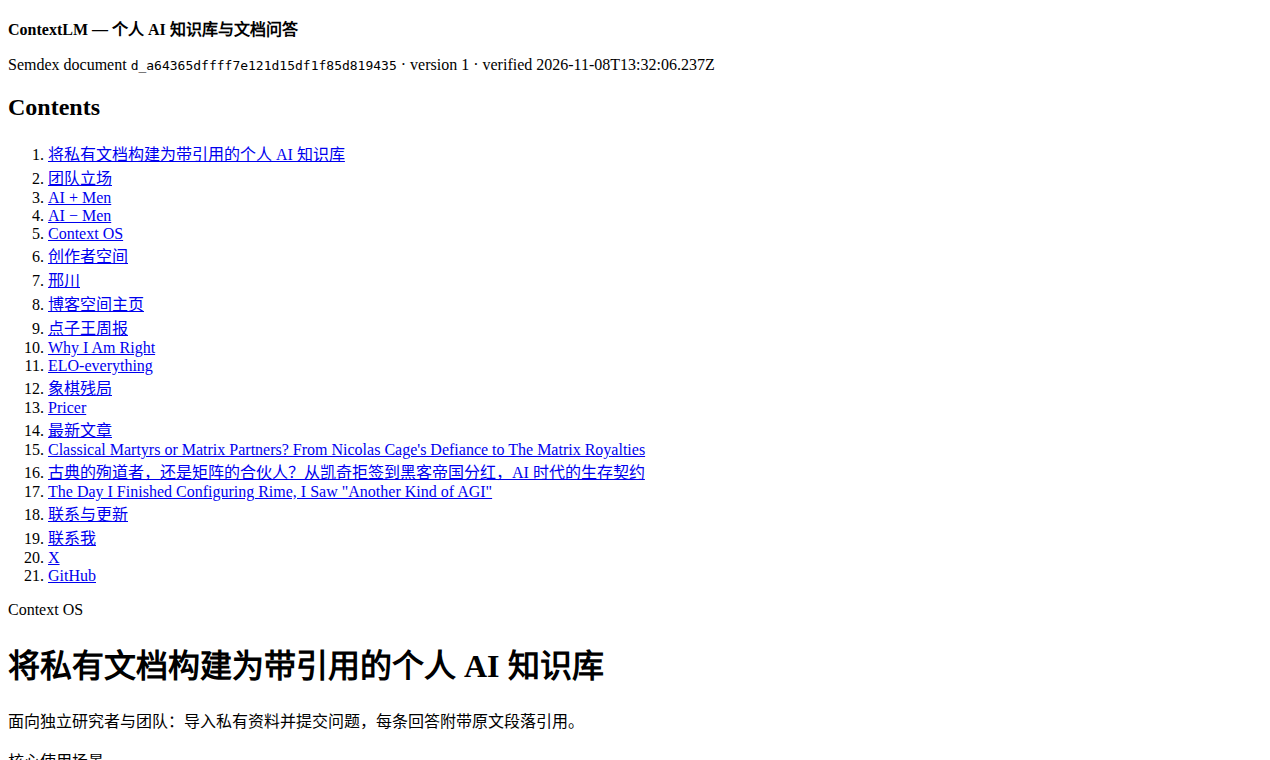 ContextLM — 个人 AI 知识库与文档问答
Semdex document d_a64365dffff7e121d15df1f85d819435 · version 1 · verified 2026-11-08T13:32:06.237Z
Contents
1. 将私有文档构建为带引用的个人 AI 知识库
2. 团队立场
3. AI + Men
4. AI − Men
5. Context OS
6. 创作者空间
7. 邢川
8. 博客空间主页
9. 点子王周报
10. Why I Am Right
11. ELO-everything
12. 象棋残局
13. Pricer
14. 最新文章
15. Classical Martyrs or Matrix Partners? From Nicolas Cage's Defiance to The Matrix Royalties
16. 古典的殉道者，还是矩阵的合伙人？从凯奇拒签到黑客帝国分红，AI 时代的生存契约
17. The Day I Finished Configuring Rime, I Saw "Another Kind of AGI"
18. 联系与更新
19. 联系我
20. X
21. GitHub
Context OS
将私有文档构建为带引用的个人 AI 知识库
面向独立研究者与团队：导入私有资料并提交问题，每条回答附带原文段落引用。
核心使用场景